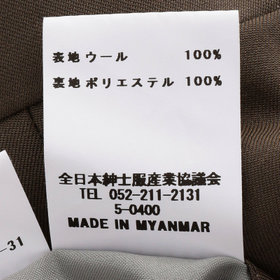 表地ウール 100%
裏地ポリエステル 100%
全日本紳士服産業協議会
TEL 052-211-2131
5-0400
MADE IN MYANMAR
-31